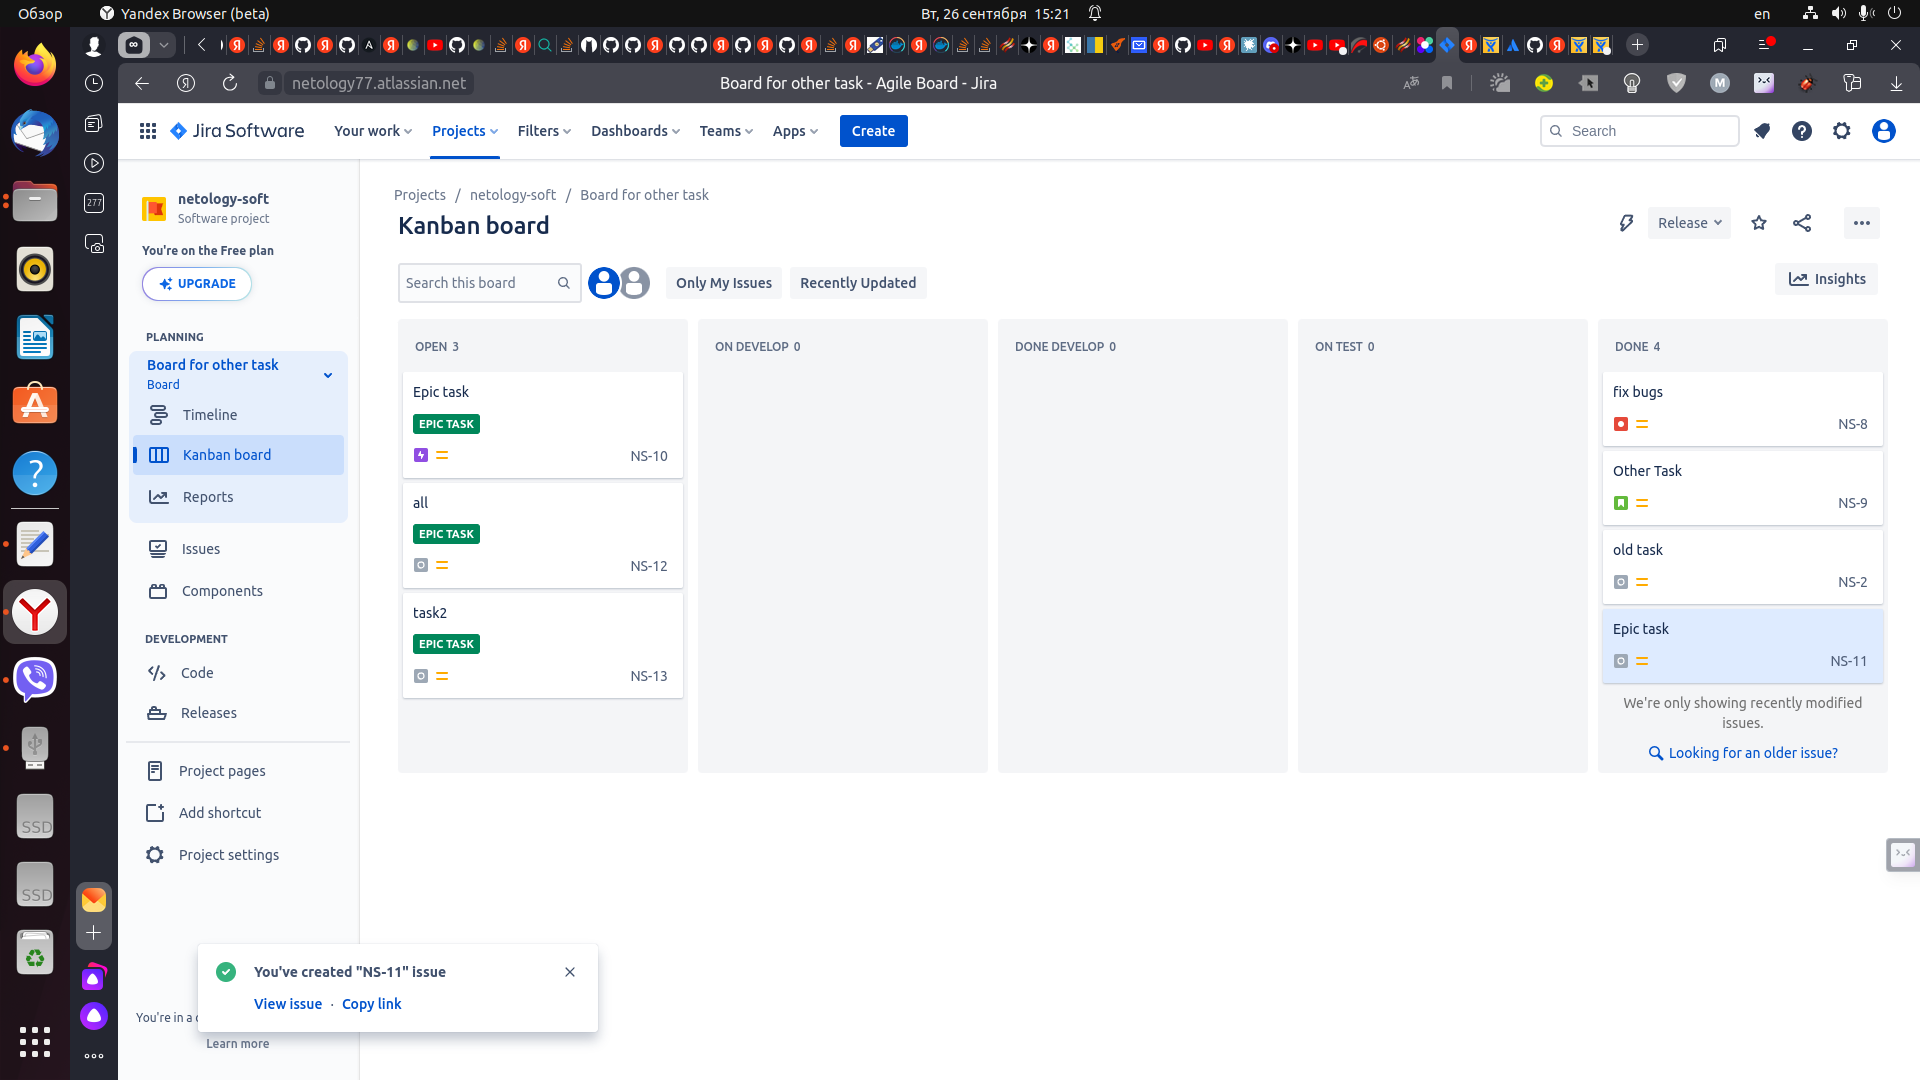 Обзор
Yandex Browser (beta)
Вт, 26 сентября 15:21
en
netology77.atlassian.net
Board for other task - Agile Board - Jira
M
Jira Software
Your work
Projects
Filters
Dashboards
Teams
Apps
Create
Search
277
netology-soft
Software project
You're on the Free plan
UPGRADE
PLANNING
Board for other task
Board
Timeline
Kanban board
Reports
Issues
Components
DEVELOPMENT
Code
Releases
Project pages
Add shortcut
Project settings
You're in a
Learn more
Projects / netology-soft / Board for other task
Kanban board
Release
Search this board
Only My Issues
Recently Updated
Insights
OPEN 3
Epic task
EPIC TASK
NS-10
all
EPIC TASK
NS-12
task2
EPIC TASK
NS-13
ON DEVELOP 0
DONE DEVELOP 0
ON TEST 0
DONE 4
fix bugs
NS-8
Other Task
NS-9
old task
NS-2
Epic task
NS-11
We're only showing recently modified
issues.
Looking for an older issue?
You've created "NS-11" issue
View issue · Copy link
SSD
SSD